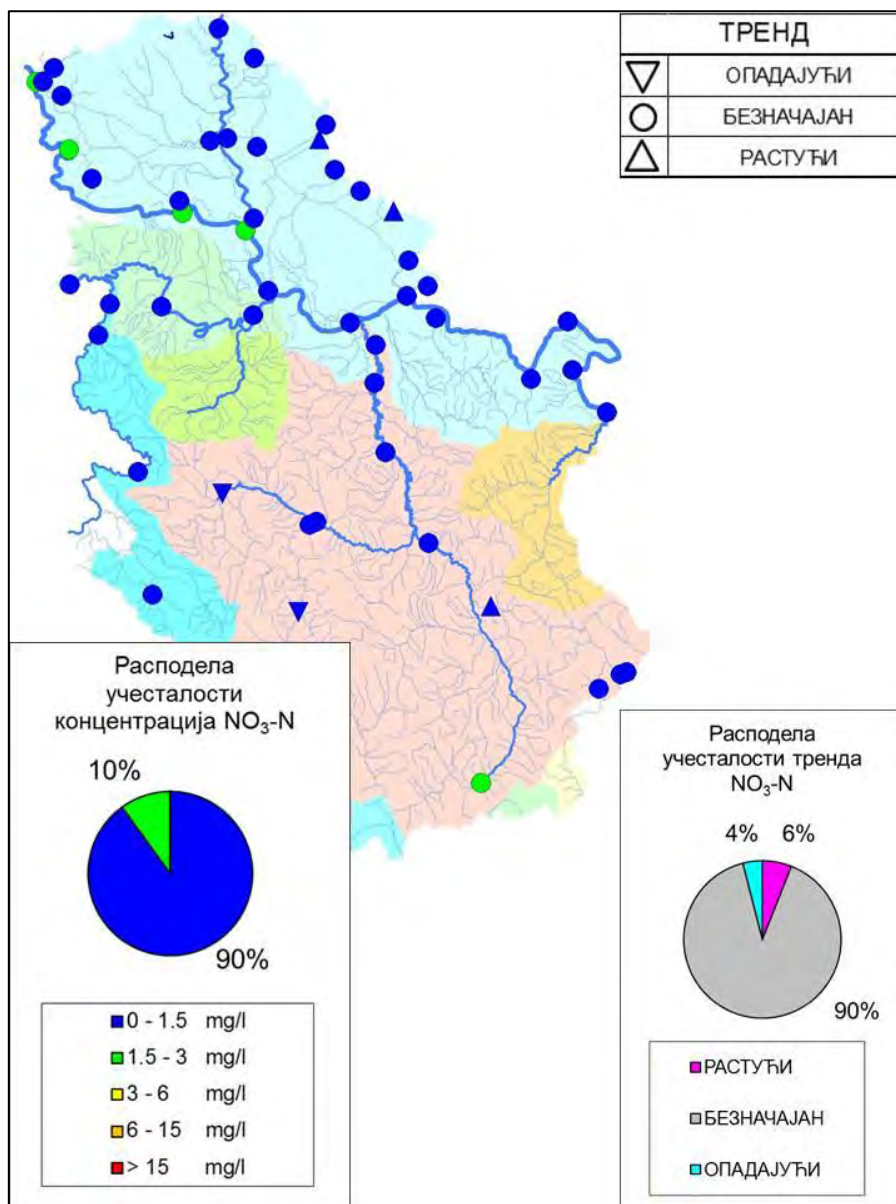 ТРЕНД
ОПАДАЈУЋИ
БЕЗНАЧАЈАН
РАСТУЋИ
Расподела
учесталости
концентрација NO₃-N
10%
90%
0 - 1.5 mg/l
1.5 - 3 mg/l
3 - 6 mg/l
6 - 15 mg/l
> 15 mg/l
Расподела
учесталости тренда
NO₃-N
4% 6%
90%
РАСТУЋИ
БЕЗНАЧАЈАН
ОПАДАЈУЋИ